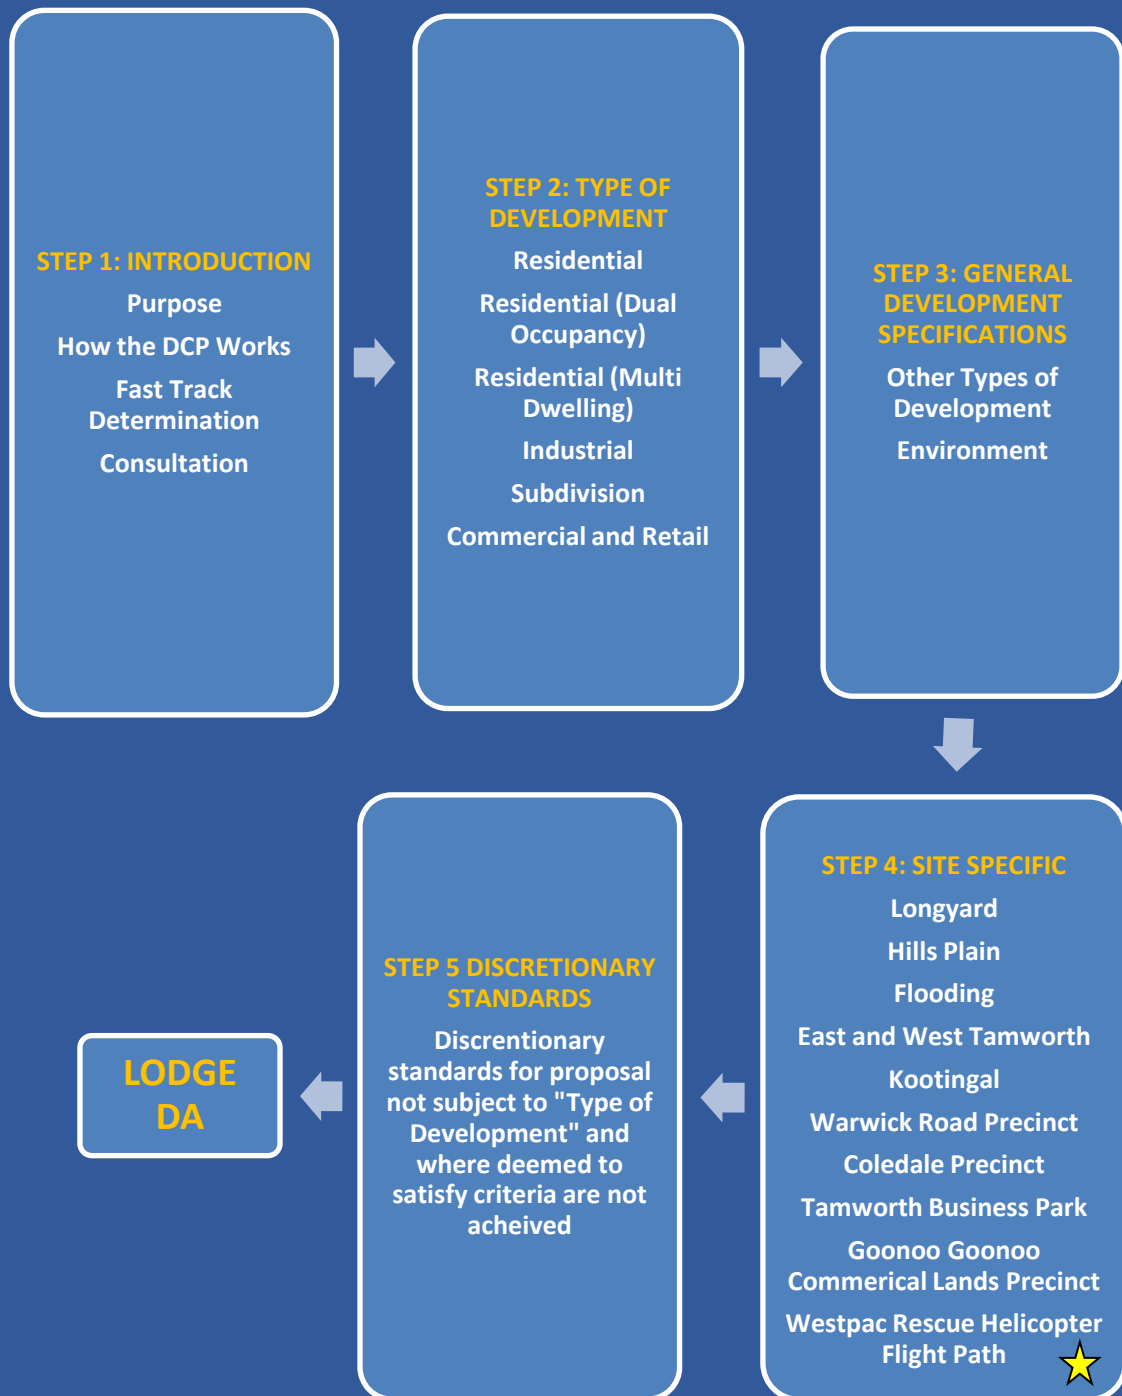 STEP 1: INTRODUCTION
Purpose
How the DCP Works
Fast Track
Determination
Consultation
STEP 2: TYPE OF
DEVELOPMENT
Residential
Residential (Dual
Occupancy)
Residential (Multi
Dwelling)
Industrial
Subdivision
Commercial and Retail
STEP 3: GENERAL
DEVELOPMENT
SPECIFICATIONS
Other Types of
Development
Environment
STEP 4: SITE SPECIFIC
Longyard
Hills Plain
Flooding
East and West Tamworth
Kootingal
Warwick Road Precinct
Coledale Precinct
Tamworth Business Park
Goonoo Goonoo
Commerical Lands Precinct
Westpac Rescue Helicopter
Flight Path
STEP 5 DISCRETIONARY
STANDARDS
Discrentionary
standards for proposal
not subject to "Type of
Development" and
where deemed to
satisfy criteria are not
acheived
LODGE
DA